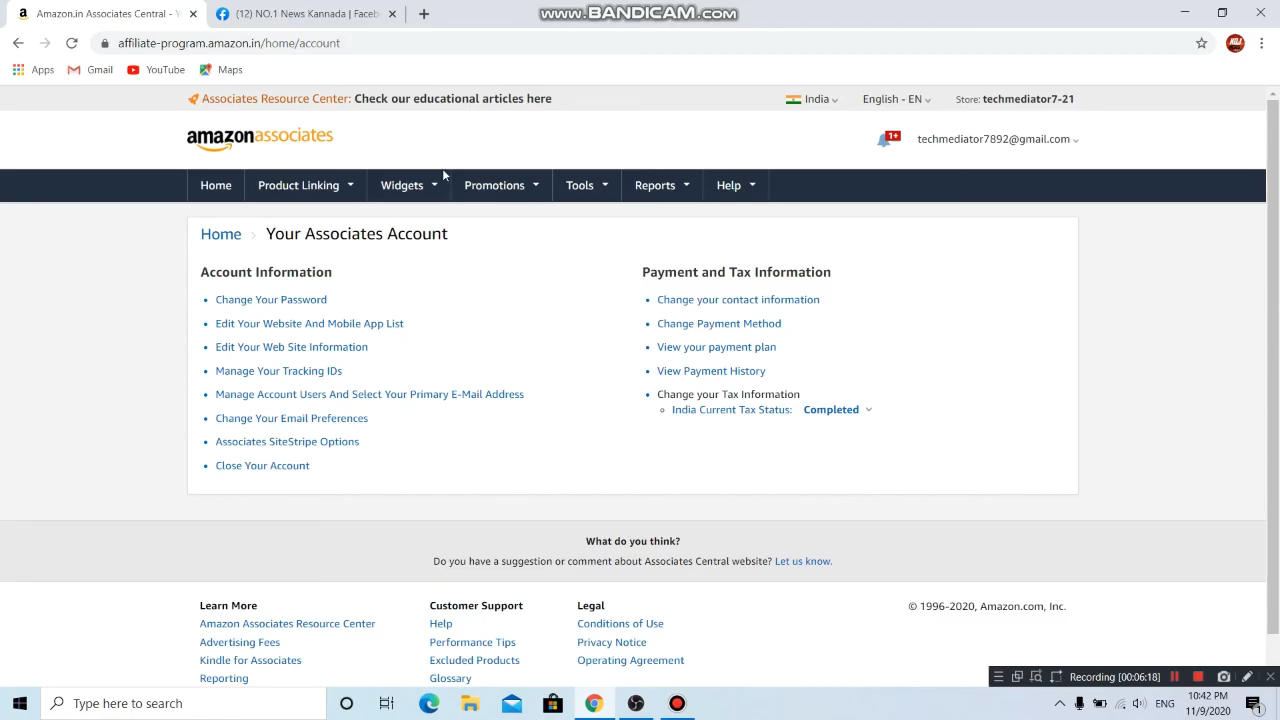 www.BANDICAM.com
Amazon.in Associates Central - Y
(2) NO.1 News Kannada | Faceb
affiliate-program.amazon.in/home/account
Apps Gmail YouTube Maps
Associates Resource Center: Check our educational articles here
India English - EN Store: techmediator7-21
amazonassociates
1+
techmediator7892@gmail.com
Home Product Linking Widgets Promotions Tools Reports Help
Home Your Associates Account
Account Information
Change Your Password
Edit Your Website And Mobile App List
Edit Your Web Site Information
Manage Your Tracking IDs
Manage Account Users And Select Your Primary E-Mail Address
Change Your Email Preferences
Associates SiteStripe Options
Close Your Account
Payment and Tax Information
Change your contact information
Change Payment Method
View your payment plan
View Payment History
Change your Tax Information
India Current Tax Status: Completed
What do you think?
Do you have a suggestion or comment about Associates Central website? Let us know.
Learn More
Amazon Associates Resource Center
Advertising Fees
Kindle for Associates
Reporting
Customer Support
Help
Performance Tips
Excluded Products
Glossary
Legal
Conditions of Use
Privacy Notice
Operating Agreement
© 1996-2020, Amazon.com, Inc.
Recording [00:06:18]
Type here to search
ENG
10:42 PM
11/9/2020
1